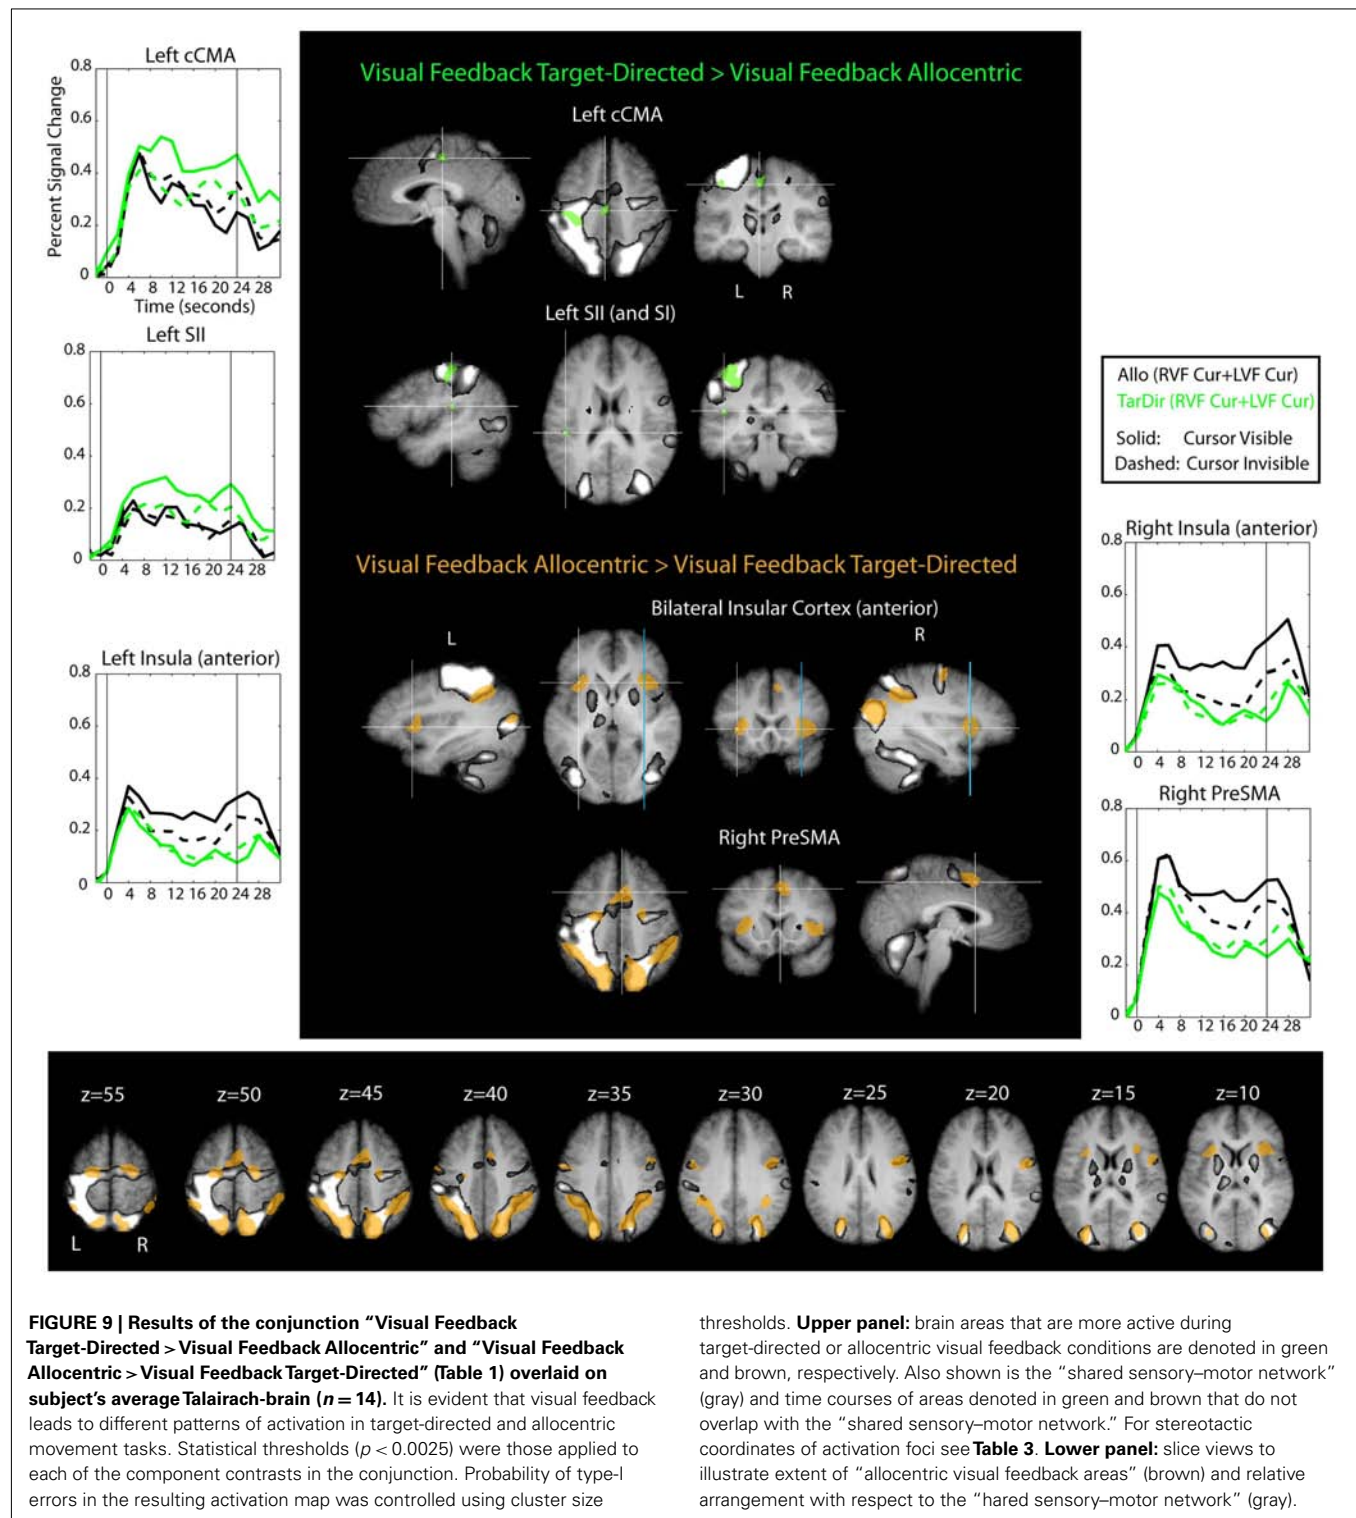 Left cCMA
0.8
0.6
0.4
0.2
0
Percent Signal Change
0 4 8 12 16 20 24 28
Time (seconds)
Left SII
0.8
0.6
0.4
0.2
0
0 4 8 12 16 20 24 28
Left Insula (anterior)
0.8
0.6
0.4
0.2
0
0 4 8 12 16 20 24 28
Visual Feedback Target-Directed > Visual Feedback Allocentric
Left cCMA
L R
Left SII (and SI)
Visual Feedback Allocentric > Visual Feedback Target-Directed
Bilateral Insular Cortex (anterior)
L R
Right PreSMA
Allo (RVF Cur+LVF Cur)
TarDir (RVF Cur+LVF Cur)
Solid: Cursor Visible
Dashed: Cursor Invisible
Right Insula (anterior)
0.8
0.6
0.4
0.2
0
0 4 8 12 16 20 24 28
Right PreSMA
0.8
0.6
0.4
0.2
0
0 4 8 12 16 20 24 28
z=55 z=50 z=45 z=40 z=35 z=30 z=25 z=20 z=15 z=10
L R
FIGURE 9 | Results of the conjunction “Visual Feedback
Target-Directed > Visual Feedback Allocentric” and “Visual Feedback
Allocentric > Visual Feedback Target-Directed” (Table 1) overlaid on
subject's average Talairach-brain (n = 14). It is evident that visual feedback
leads to different patterns of activation in target-directed and allocentric
movement tasks. Statistical thresholds (p < 0.0025) were those applied to
each of the component contrasts in the conjunction. Probability of type-I
errors in the resulting activation map was controlled using cluster size
thresholds. Upper panel: brain areas that are more active during
target-directed or allocentric visual feedback conditions are denoted in green
and brown, respectively. Also shown is the “shared sensory–motor network”
(gray) and time courses of areas denoted in green and brown that do not
overlap with the “shared sensory–motor network.” For stereotactic
coordinates of activation foci see Table 3. Lower panel: slice views to
illustrate extent of “allocentric visual feedback areas” (brown) and relative
arrangement with respect to the “hared sensory–motor network” (gray).